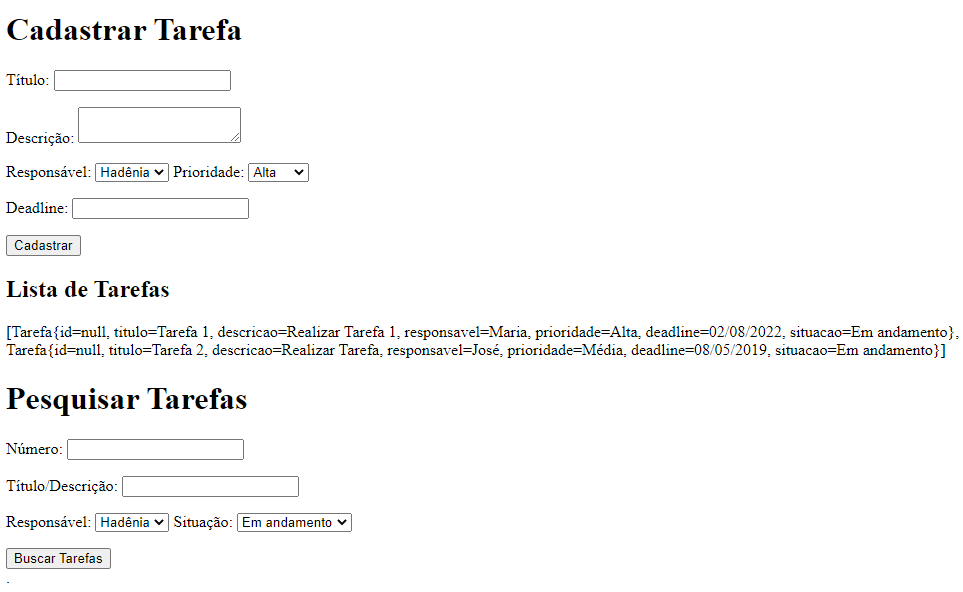 Cadastrar Tarefa
Título:
Descrição:
Responsável: Hadênia Prioridade: Alta
Deadline:
Cadastrar
Lista de Tarefas
[Tarefa{id=null, titulo=Tarefa 1, descricao=Realizar Tarefa 1, responsavel=Maria, prioridade=Alta, deadline=02/08/2022, situacao=Em andamento},
Tarefa{id=null, titulo=Tarefa 2, descricao=Realizar Tarefa, responsavel=José, prioridade=Média, deadline=08/05/2019, situacao=Em andamento}]
Pesquisar Tarefas
Número:
Título/Descrição:
Responsável: Hadênia Situação: Em andamento
Buscar Tarefas
.